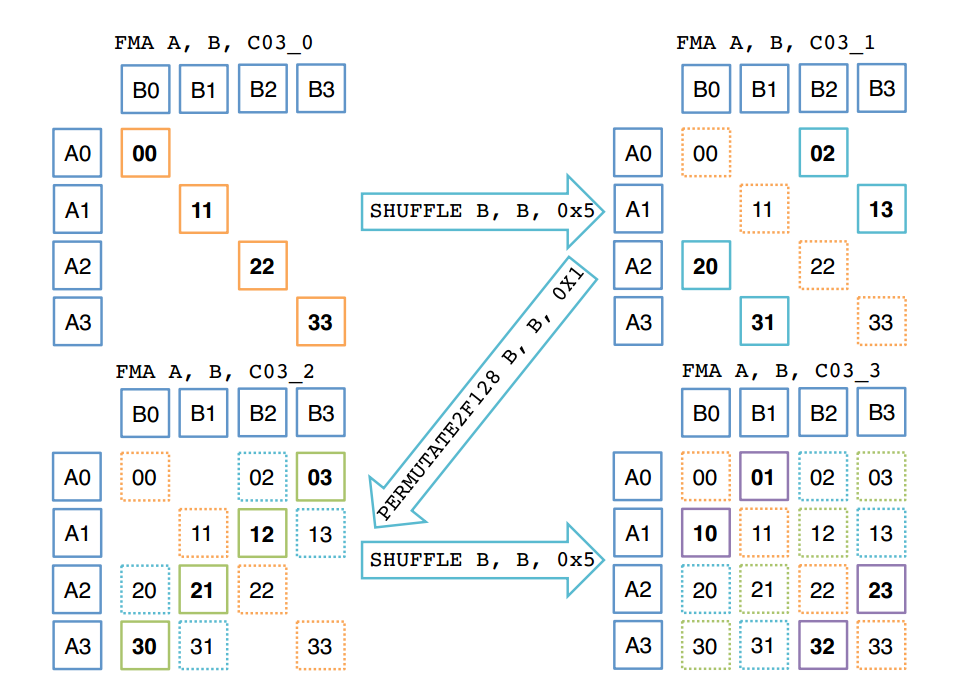 FMA A, B, C03_0
B0 B1 B2 B3
A0 00
A1 11
A2 22
A3 33
SHUFFLE B, B, 0x5
FMA A, B, C03_1
B0 B1 B2 B3
A0 00 02
A1 11 13
A2 20 22
A3 31 33
PERMUTATE2F128 B, B, 0X1
FMA A, B, C03_2
B0 B1 B2 B3
A0 00 02 03
A1 11 12 13
A2 20 21 22
A3 30 31 33
SHUFFLE B, B, 0x5
FMA A, B, C03_3
B0 B1 B2 B3
A0 00 01 02 03
A1 10 11 12 13
A2 20 21 22 23
A3 30 31 32 33